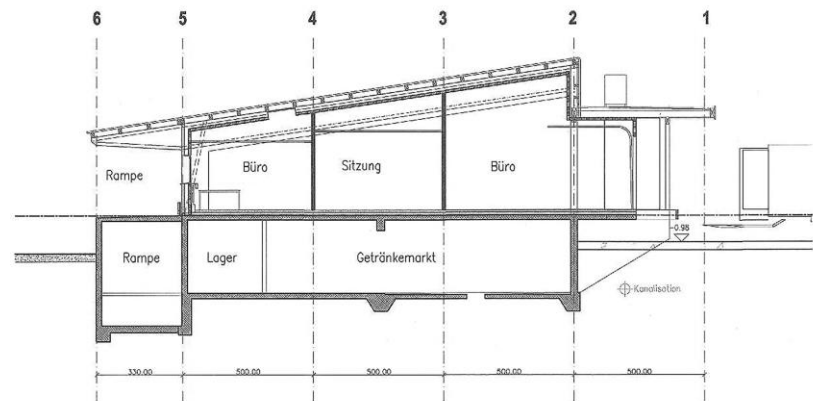 6 5 4 3 2 1
Rampe Büro Sitzung Büro
Rampe Lager Getränkemarkt
-0.98
Kanalisation
330.00 500.00 500.00 500.00 500.00